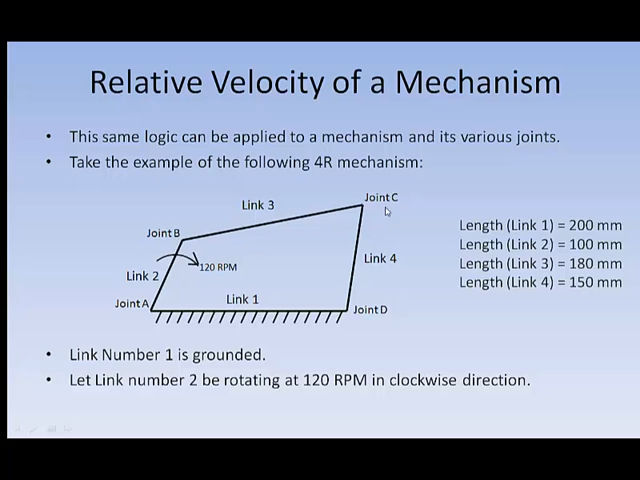 Relative Velocity of a Mechanism
• This same logic can be applied to a mechanism and its various joints.
• Take the example of the following 4R mechanism:
Joint C
Link 3
Joint B
Length (Link 1) = 200 mm
Length (Link 2) = 100 mm
Length (Link 3) = 180 mm
Length (Link 4) = 150 mm
Link 4
120 RPM
Link 2
Link 1
Joint A
Joint D
• Link Number 1 is grounded.
• Let Link number 2 be rotating at 120 RPM in clockwise direction.